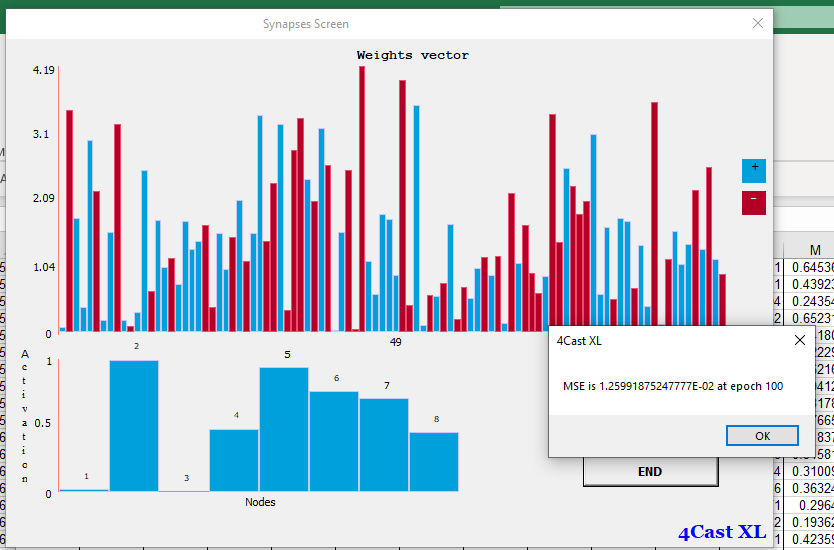 Synapses Screen
Weights vector
4.19
3.1
2.09
1.04
0
+
-
49
Activation
1
0.5
0
1
2
3
4
5
6
7
8
Nodes
4Cast XL
MSE is 1.25991875247777E-02 at epoch 100
OK
END
4Cast XL
M
0.64536
0.43923
0.24354
0.65231
0.31009
0.36324
0.2964
0.19362
0.42359